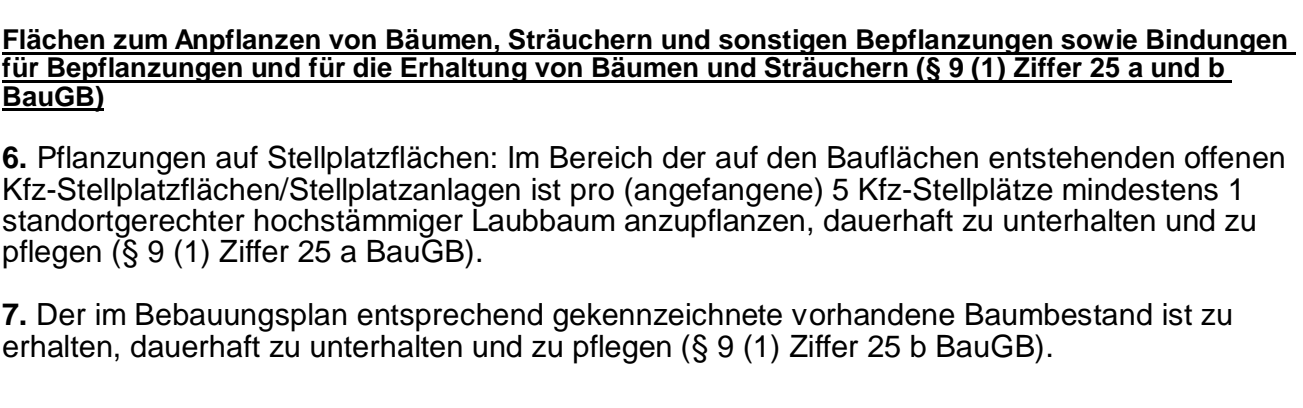 Flächen zum Anpflanzen von Bäumen, Sträuchern und sonstigen Bepflanzungen sowie Bindungen
für Bepflanzungen und für die Erhaltung von Bäumen und Sträuchern (§ 9 (1) Ziffer 25 a und b
BauGB)
6. Pflanzungen auf Stellplatzflächen: Im Bereich der auf den Bauflächen entstehenden offenen
Kfz-Stellplatzflächen/Stellplatzanlagen ist pro (angefangene) 5 Kfz-Stellplätze mindestens 1
standortgerechter hochstämmiger Laubbaum anzupflanzen, dauerhaft zu unterhalten und zu
pflegen (§ 9 (1) Ziffer 25 a BauGB).
7. Der im Bebauungsplan entsprechend gekennzeichnete vorhandene Baumbestand ist zu
erhalten, dauerhaft zu unterhalten und zu pflegen (§ 9 (1) Ziffer 25 b BauGB).